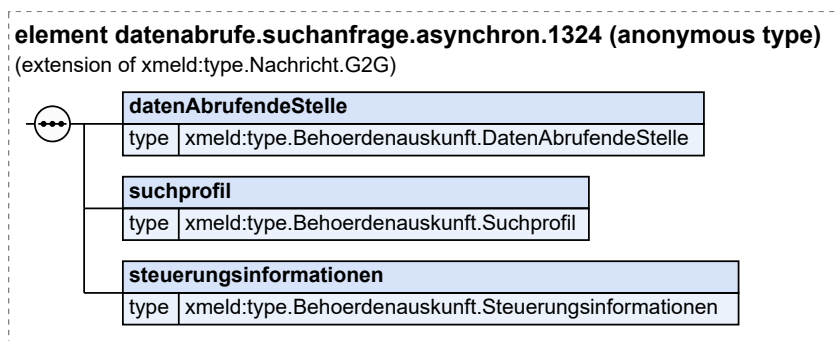 element datenabrufe.suchanfrage.asynchron.1324 (anonymous type)
(extension of xmeld:type.Nachricht.G2G)
datenAbrufendeStelle
type xmeld:type.Behoerdenauskunft.DatenAbrufendeStelle
suchprofil
type xmeld:type.Behoerdenauskunft.Suchprofil
steuerungsinformationen
type xmeld:type.Behoerdenauskunft.Steuerungsinformationen